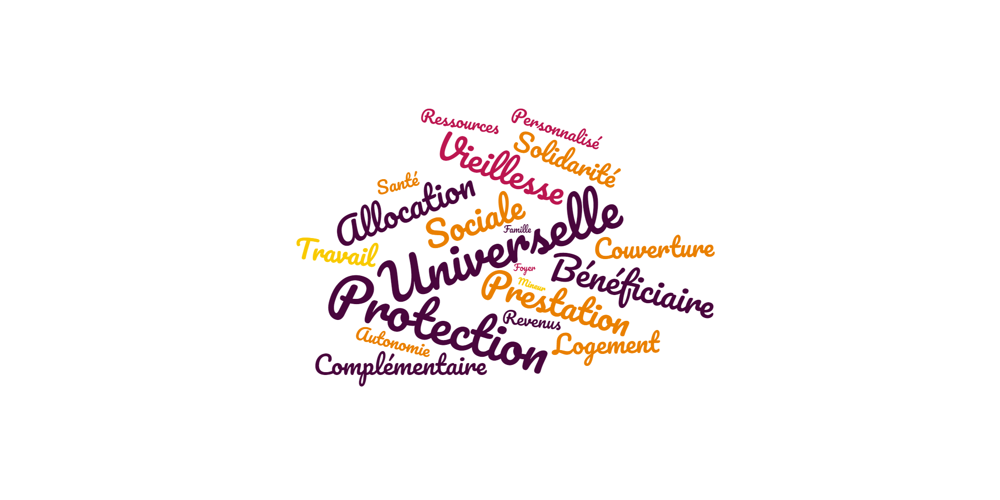 Ressources
Personnalisé
Vieillesse
Solidarité
Santé
Allocation
Sociale
Famille
Universelle
Travail
Couverture
Bénéficiaire
Foyer
Mineur
Prestation
Protection
Revenus
Autonomie
Logement
Complémentaire